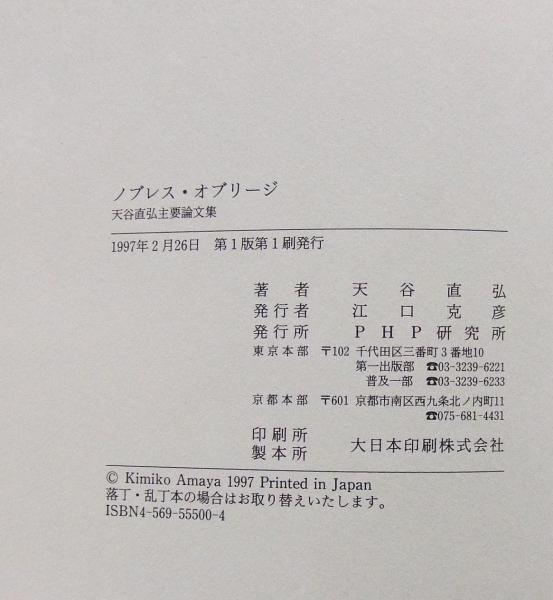 ノブレス・オブリージ
天谷直弘主要論文集
1997年2月26日　第1版第1刷発行
著者　天谷直弘
発行者　江口克彦
発行所　PHP研究所
東京本部　〒102 千代田区三番町3番地10
第一出版部　☎03-3239-6221
普及一部　☎03-3239-6233
京都本部　〒601 京都市南区西九条北ノ内町11
☎075-681-4431
印刷所
製本所　大日本印刷株式会社
© Kimiko Amaya 1997 Printed in Japan
落丁・乱丁本の場合はお取り替えいたします。
ISBN4-569-55500-4